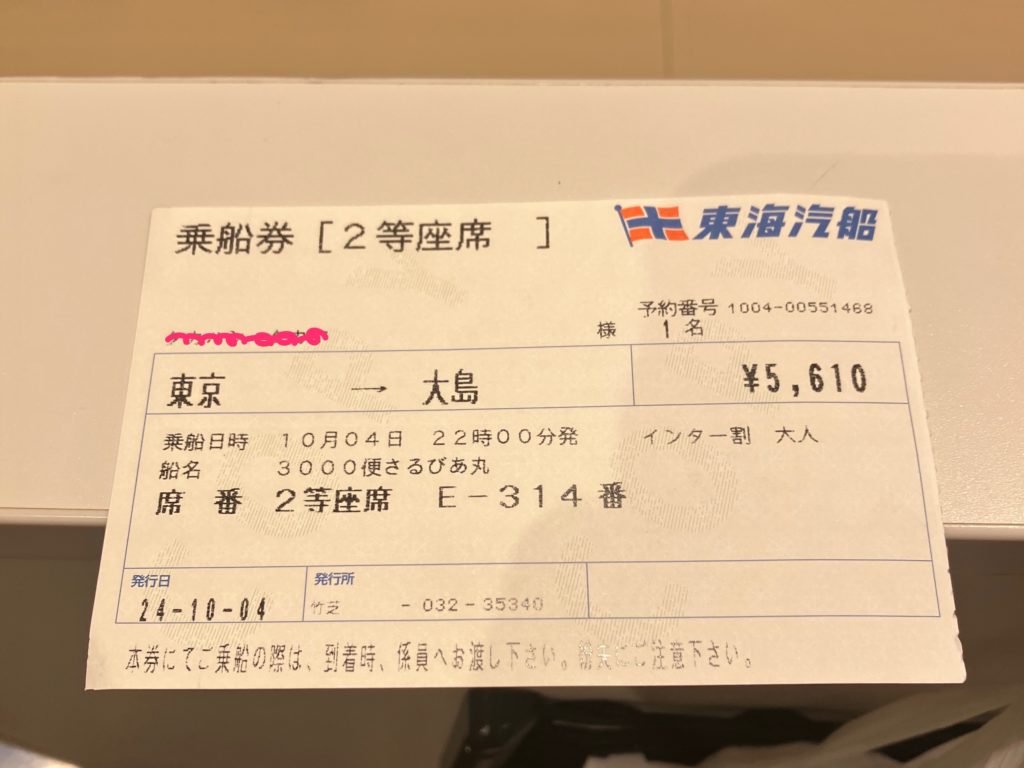 乗船券［２等座席　］
東海汽船
予約番号 1004-00551468
様　1 名
東京　→　大島
¥5,610
乗船日時　１０月０４日　２２時００分発　インター割　大人
船名　３０００便さるびあ丸
席　番　２等座席　Ｅ－３１４番
発行日　発行所
24-10-04　竹芝　-032-35340
本券にてご乗船の際は、到着時、係員へお渡し下さい。紛失にご注意下さい。